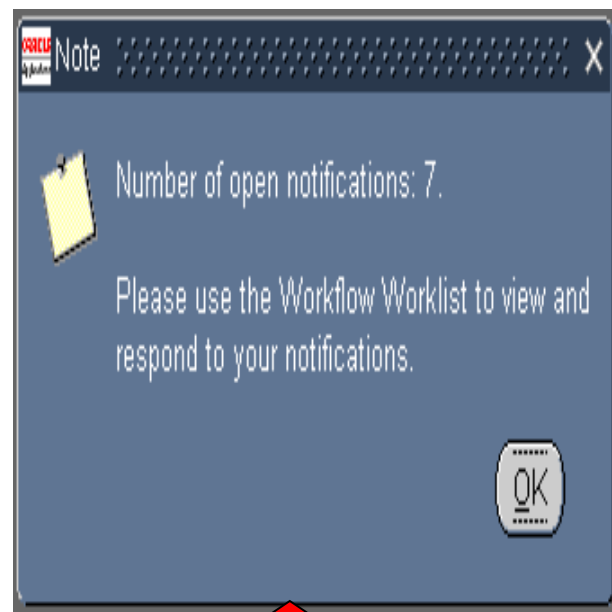 ORACLE
Note
Number of open notifications: 7.
Please use the Workflow Worklist to view and
respond to your notifications.
OK